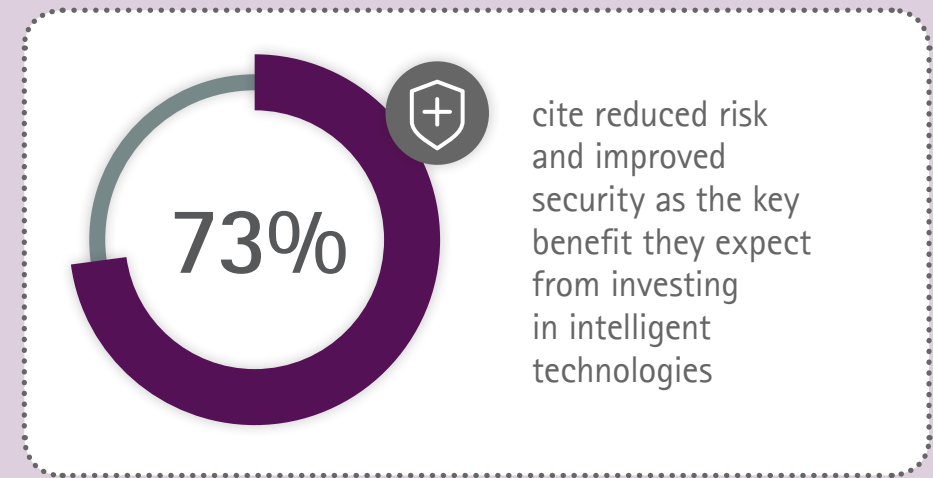 73%
cite reduced risk
and improved
security as the key
benefit they expect
from investing
in intelligent
technologies